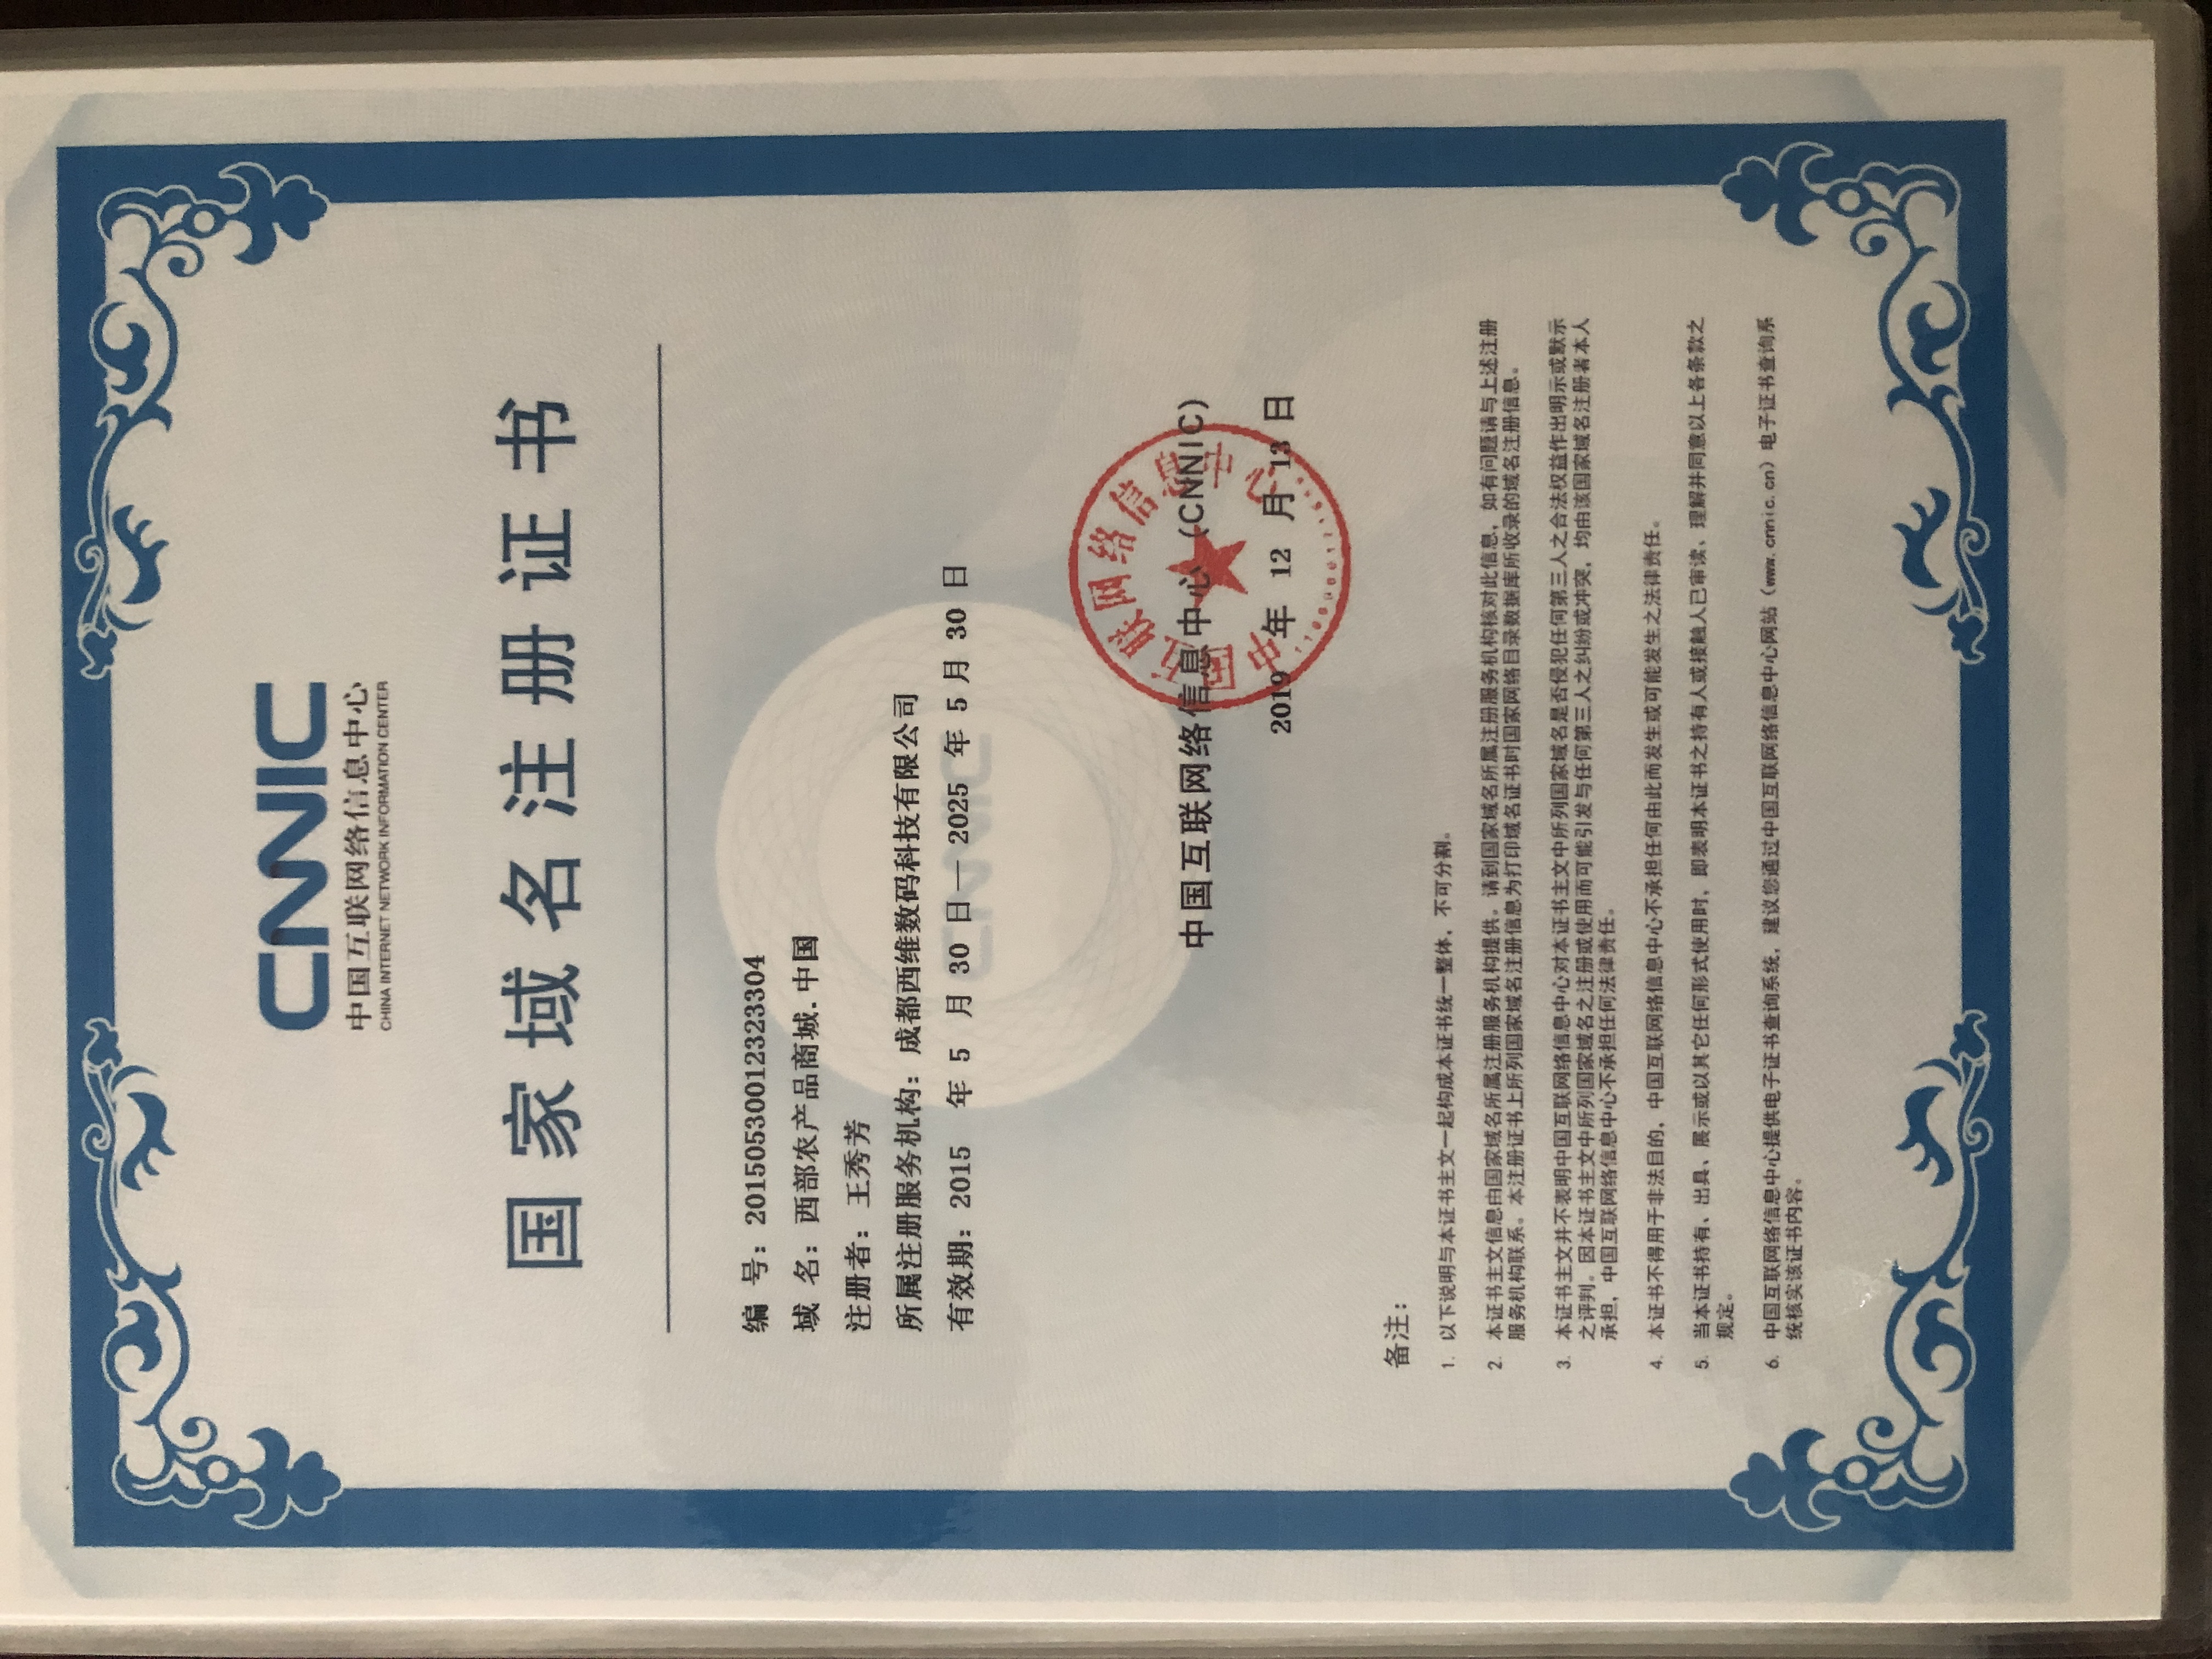 CNNIC
中国互联网络信息中心
CHINA INTERNET NETWORK INFORMATION CENTER
国家域名注册证书
编 号：20150530012323304
域 名：西部农产品商城.中国
注册者：王秀芳
所属注册服务机构：成都西维数码科技有限公司
有效期：2015 年 5 月 30 日— 2025 年 5 月 30 日
中国互联网络信息中心（CNNIC）
2019 年 12 月 13 日
中国互联网络信息中心
备注：
1. 以下说明与本证书主文一起构成本证书统一整体，不可分割。
2. 本证书主文信息由国家域名所属注册服务机构提供。请到国家域名所属注册服务机构核对此信息，如有问题请与上述注册
服务机构联系。本注册证书上所列国家域名注册信息为打印域名证书时国家网络目录数据库所收录的域名注册信息。
3. 本证书主文并不表明中国互联网络信息中心对本证书主文中所列国家域名是否侵犯任何第三人之合法权益作出明示或默示
之评判。因本证书主文中所列国家域名之注册或使用而可能引发与任何第三人之纠纷或冲突，均由该国家域名注册者本人
承担，中国互联网络信息中心不承担任何法律责任。
4. 本证书不得用于非法目的，中国互联网络信息中心不承担任何由此而发生或可能发生之法律责任。
5. 当本证书持有、出具、展示或以其它任何形式使用时，即表明本证书之持有人或接触人已审读、理解并同意以上各条款之
规定。
6. 中国互联网络信息中心提供电子证书查询系统，建议您通过中国互联网络信息中心网站（www.cnnic.cn）电子证书查询系
统核实该证书内容。